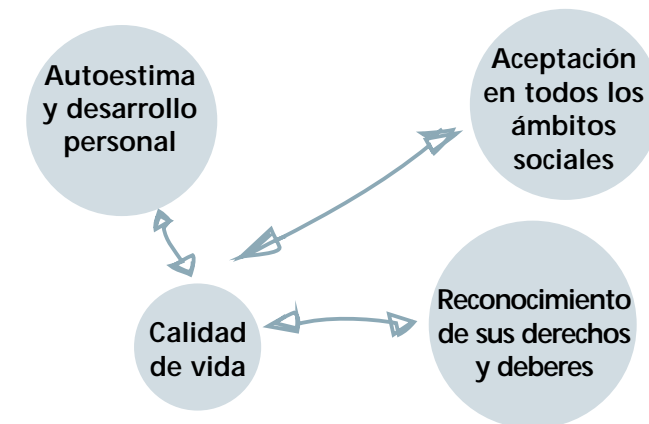 Autoestima
y desarrollo
personal
Aceptación
en todos los
ámbitos
sociales
Calidad
de vida
Reconocimiento
de sus derechos
y deberes